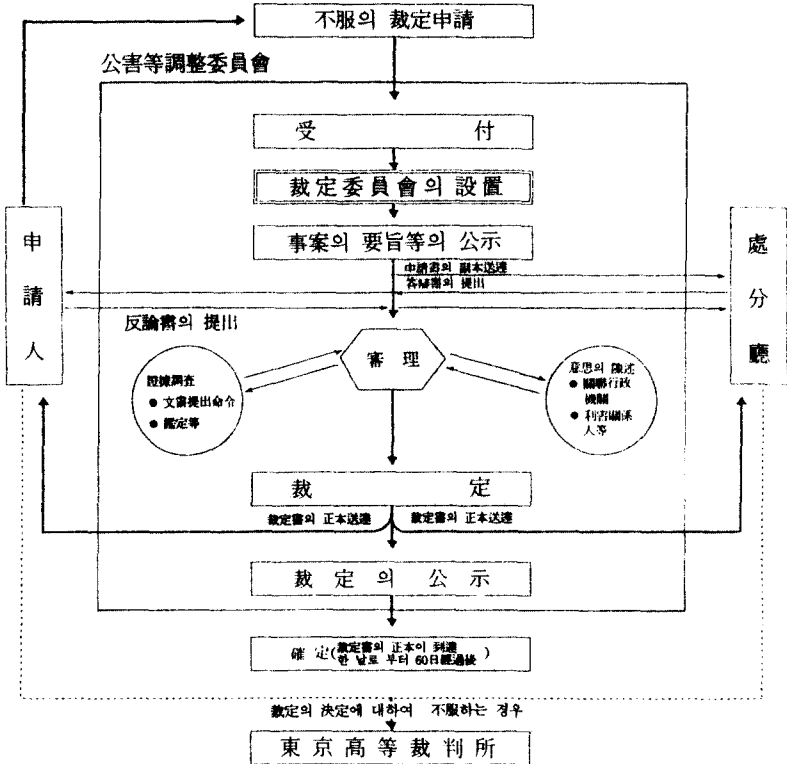 不服의 裁定申請
公害等調整委員會
受 付
裁定委員會의 設置
事案의 要旨等의 公示
申請書의 副本送達
答辯書의 提出
申請人
處分廳
反論書의 提出
審 理
證據調査
● 文書提出命令
● 鑑定等
意思의 陳述
● 關聯行政
機關
● 利害關係
人等
裁 定
裁定書의 正本送達 裁定書의 正本送達
裁 定 의 公 示
確 定(裁定書의 正本이 到達
한 날로 부터 60日經過後)
裁定의 決定에 대하여 不服하는 경우
東京高等裁判所